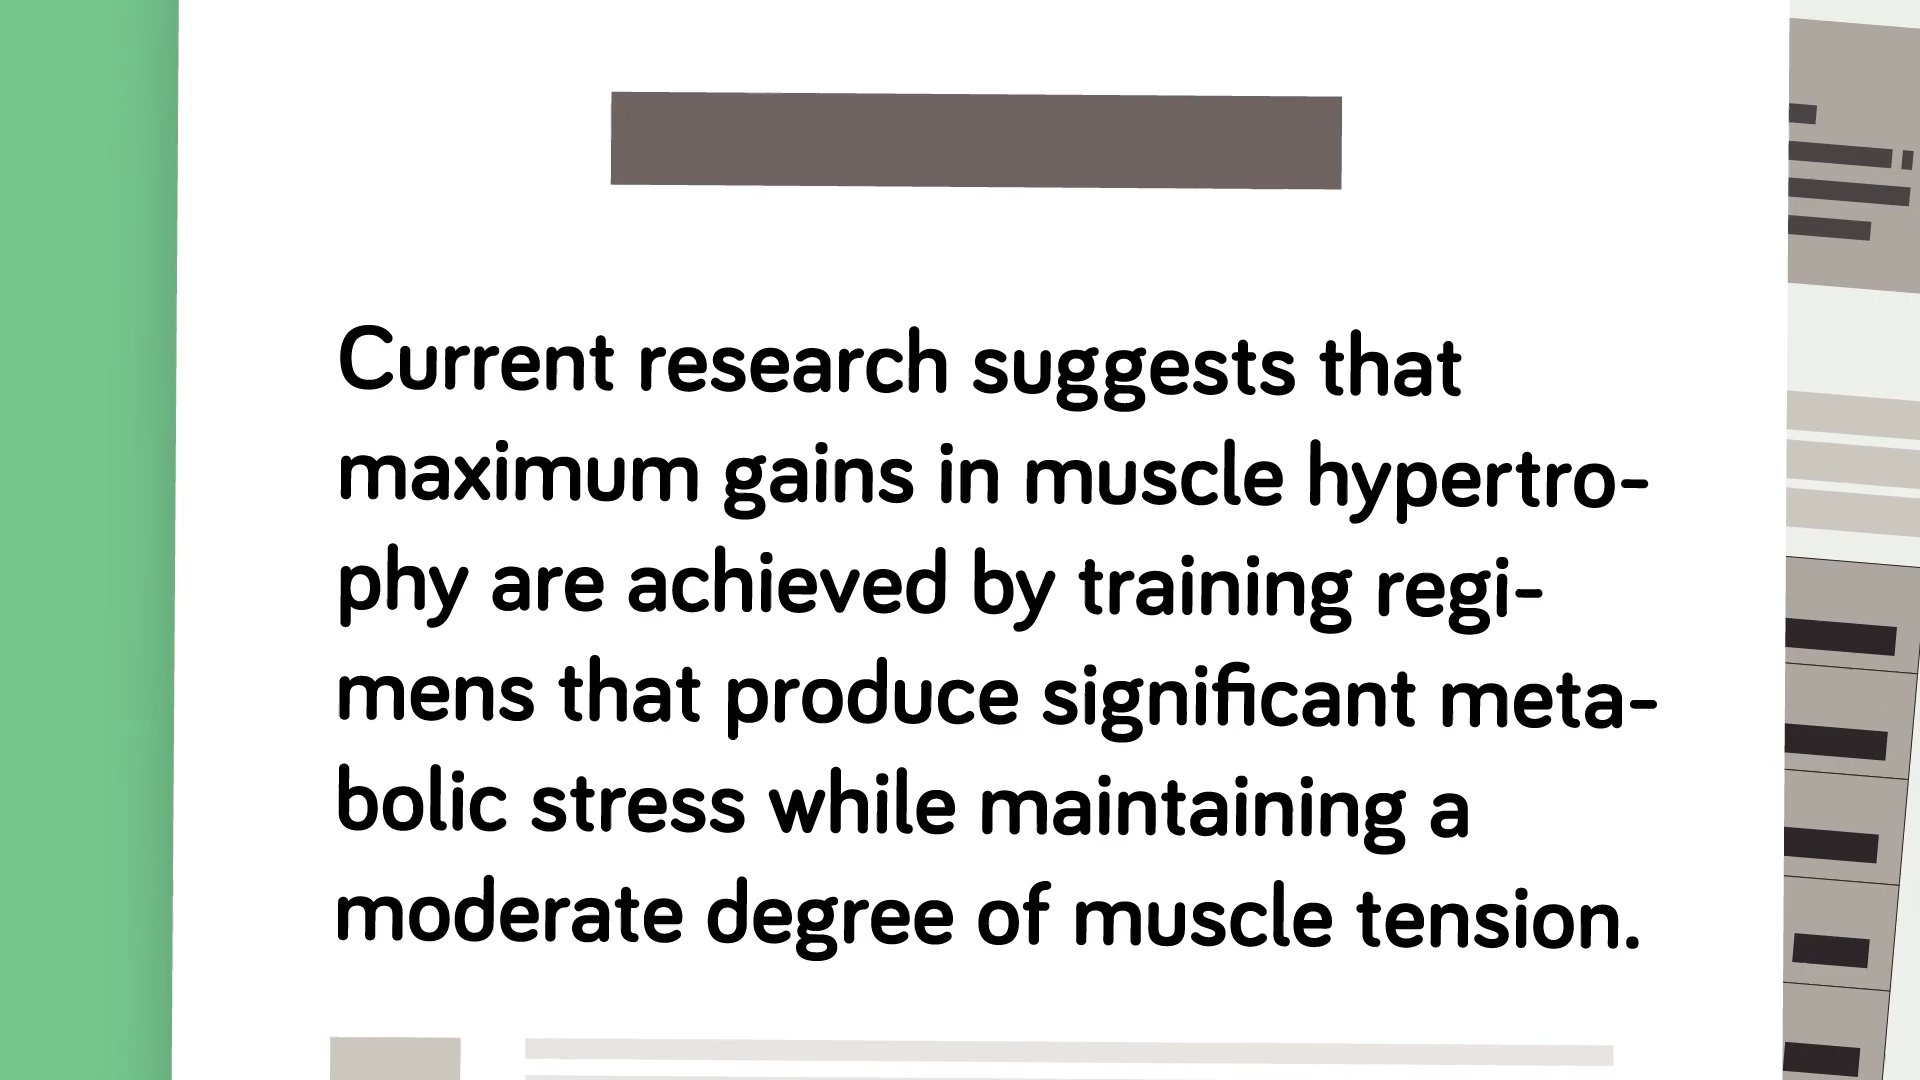 Current research suggests that
maximum gains in muscle hypertro-
phy are achieved by training regi-
mens that produce significant meta-
bolic stress while maintaining a
moderate degree of muscle tension.